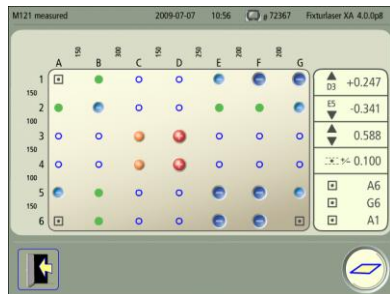 M121 measured 2009-07-07 10:56 # 72367 Fixturlaser XA 4.0.0p8
150 300 150 250 200 200
A B C D E F G
1
150
2
100
3
150
4
100
5
150
6
D3 +0.247
E5 -0.341
0.588
0.100
A6
G6
A1